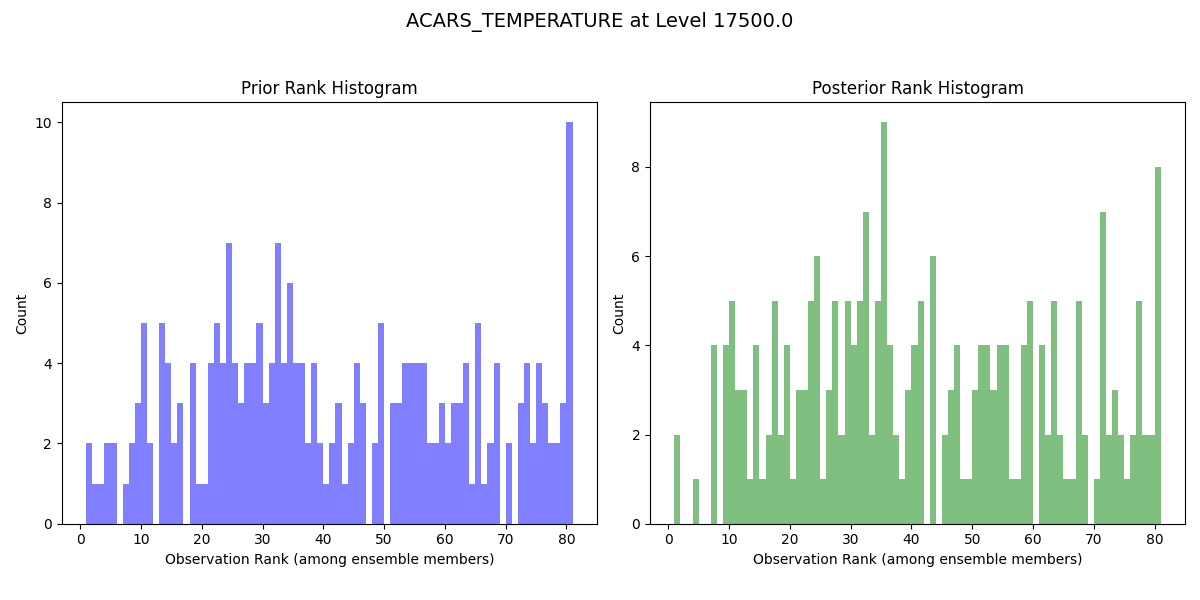 ACARS_TEMPERATURE at Level 17500.0
Prior Rank Histogram
Count
10
8
6
4
2
0
0 10 20 30 40 50 60 70 80
Observation Rank (among ensemble members)
Posterior Rank Histogram
Count
8
6
4
2
0
0 10 20 30 40 50 60 70 80
Observation Rank (among ensemble members)